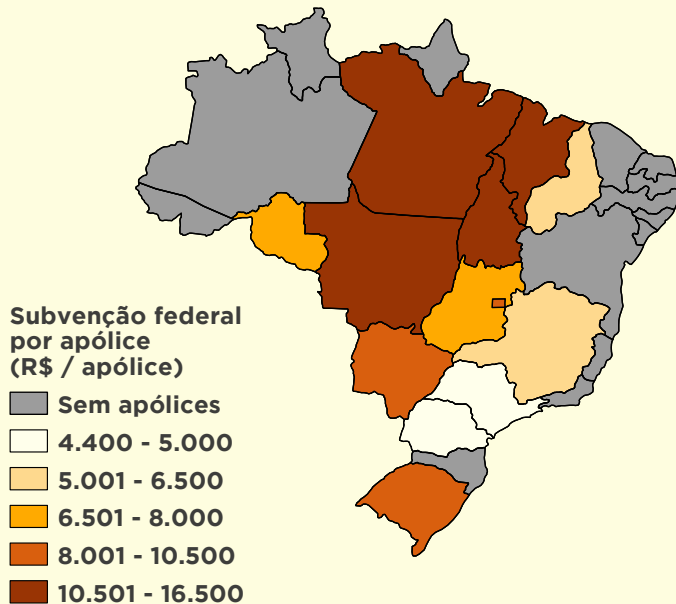 Subvenção federal
por apólice
(R$ / apólice)
Sem apólices
4.400 - 5.000
5.001 - 6.500
6.501 - 8.000
8.001 - 10.500
10.501 - 16.500